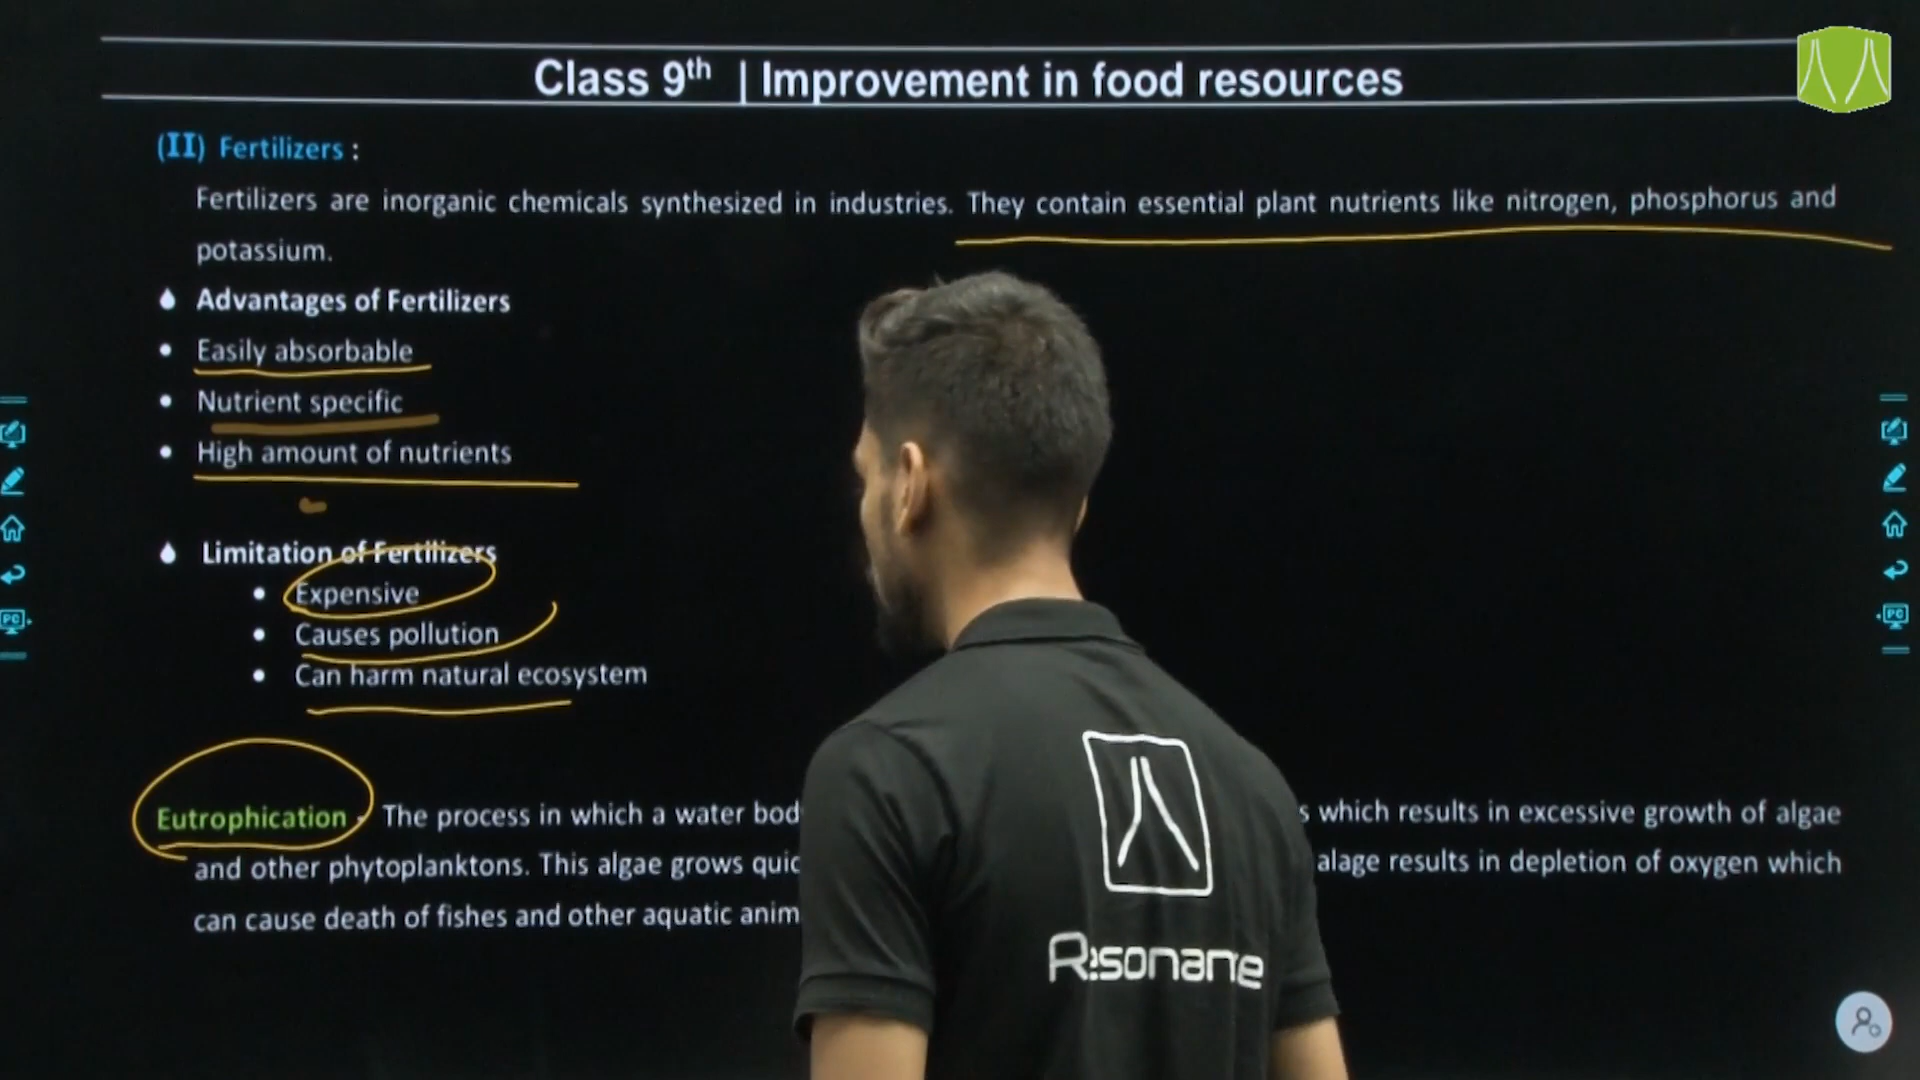 Class 9th | Improvement in food resources
(II) Fertilizers :
Fertilizers are inorganic chemicals synthesized in industries. They contain essential plant nutrients like nitrogen, phosphorus and
potassium.
Advantages of Fertilizers
• Easily absorbable
• Nutrient specific
• High amount of nutrients
Limitation of Fertilizers
• Expensive
• Causes pollution
• Can harm natural ecosystem
Eutrophication - The process in which a water which results in excessive growth of algae
and other phytoplanktons. This algae grows alage results in depletion of oxygen which
can cause death of fishes and other aquatic
Resonance
PC
PC